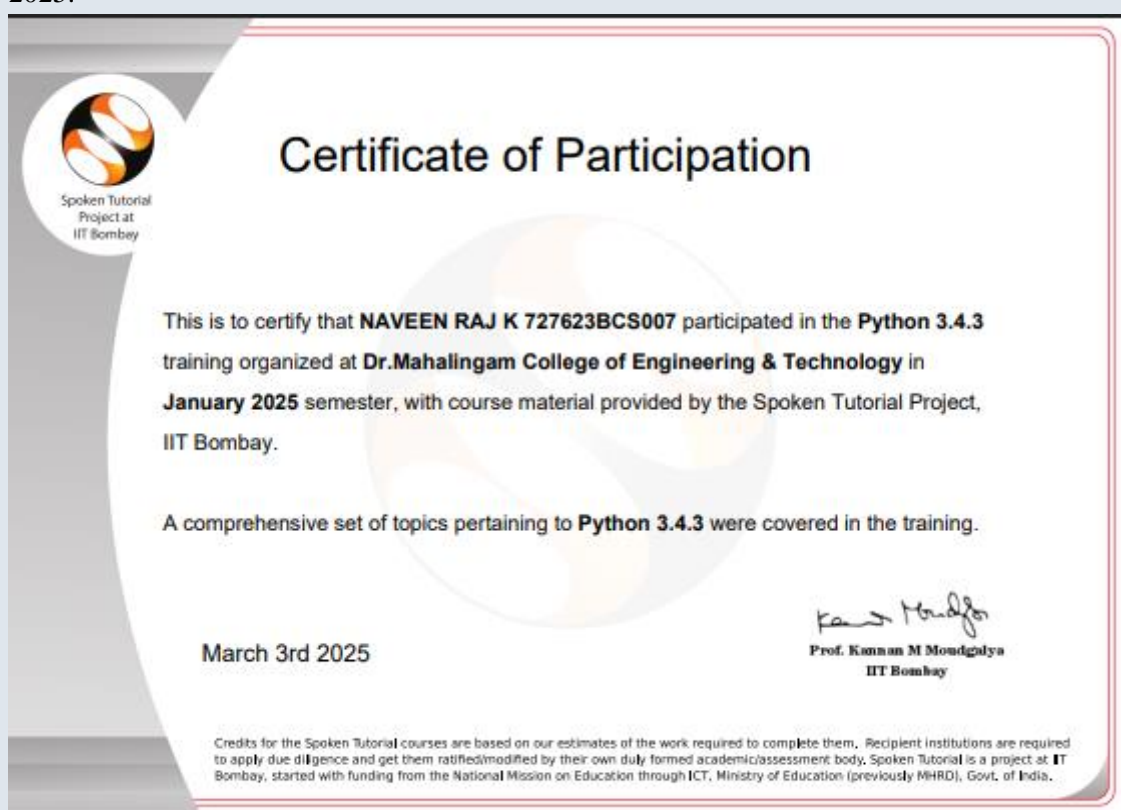 2025.
Spoken Tutorial
Project at
IIT Bombay
Certificate of Participation
This is to certify that NAVEEN RAJ K 727623BCS007 participated in the Python 3.4.3
training organized at Dr.Mahalingam College of Engineering & Technology in
January 2025 semester, with course material provided by the Spoken Tutorial Project,
IIT Bombay.
A comprehensive set of topics pertaining to Python 3.4.3 were covered in the training.
March 3rd 2025
Prof. Kannan M Moudgalya
IIT Bombay
Credits for the Spoken Tutorial courses are based on our estimates of the work required to complete them. Recipient institutions are required
to apply due diligence and get them ratified/modified by their own duly formed academic/assessment body. Spoken Tutorial is a project at IIT
Bombay, started with funding from the National Mission on Education through ICT, Ministry of Education (previously MHRD), Govt. of India.